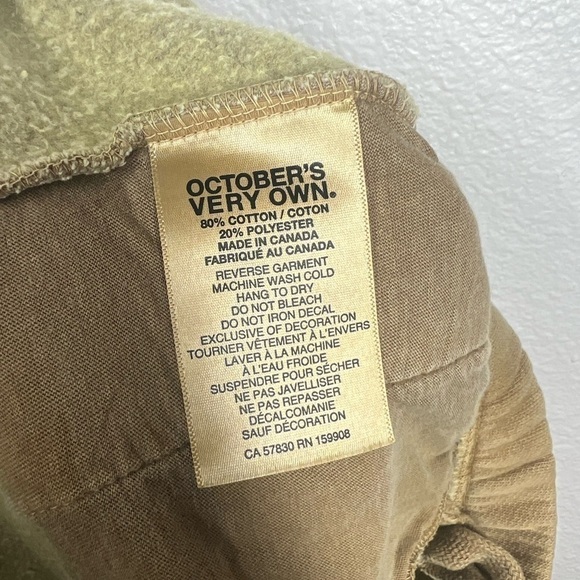 OCTOBER'S
VERY OWN®
80% COTTON / COTON
20% POLYESTER
MADE IN CANADA
FABRIQUÉ AU CANADA
REVERSE GARMENT
MACHINE WASH COLD
HANG TO DRY
DO NOT BLEACH
DO NOT IRON DECAL
EXCLUSIVE OF DECORATION
TOURNER VÊTEMENT À L'ENVERS
LAVER À LA MACHINE
À L'EAU FROIDE
SUSPENDRE POUR SÉCHER
NE PAS JAVELLISER
NE PAS REPASSER
DÉCALCOMANIE
SAUF DÉCORATION
CA 57830 RN 159908